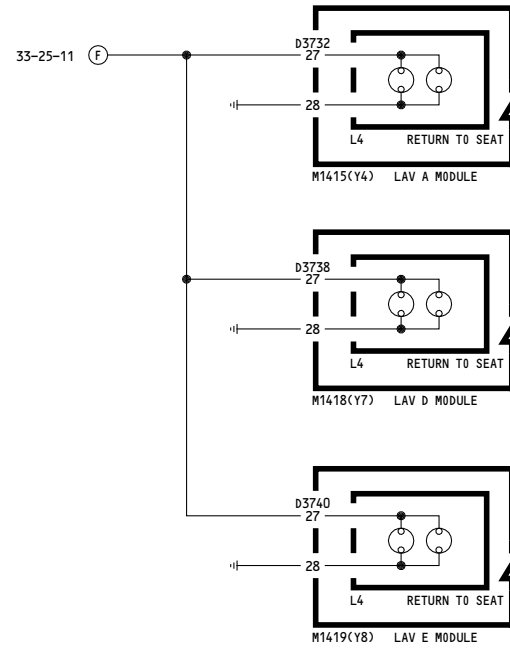 D3732
33-25-11 F 27
28
L4 RETURN TO SEAT
M1415(Y4) LAV A MODULE
D3738
27
28
L4 RETURN TO SEAT
M1418(Y7) LAV D MODULE
D3740
27
28
L4 RETURN TO SEAT
M1419(Y8) LAV E MODULE